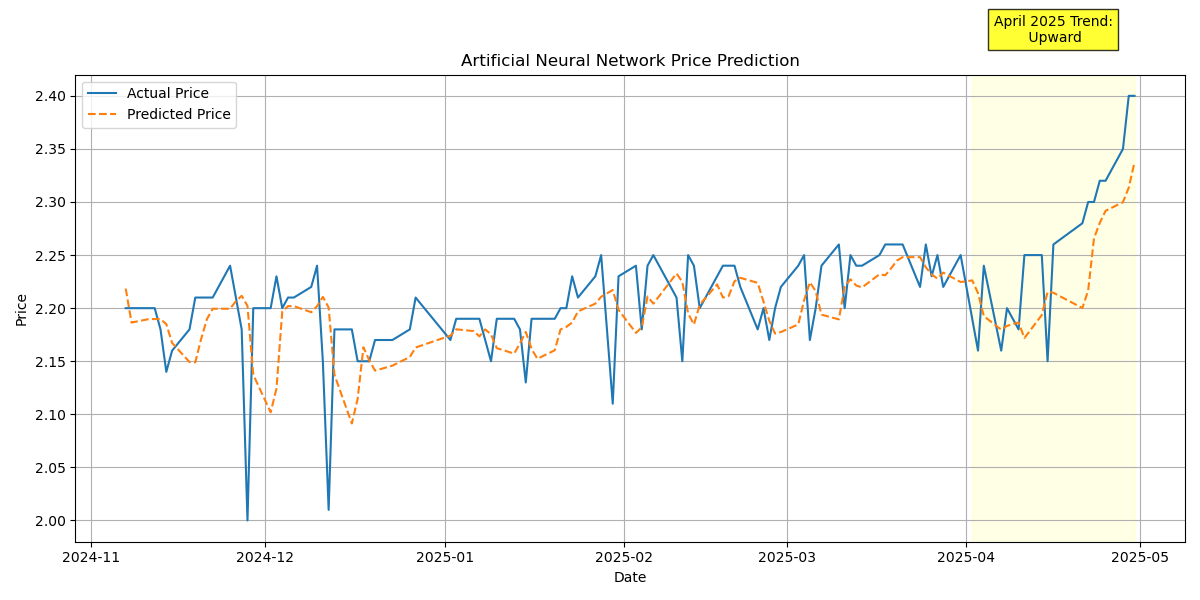 April 2025 Trend:
Upward
Artificial Neural Network Price Prediction
Actual Price
Predicted Price
Price
2.40
2.35
2.30
2.25
2.20
2.15
2.10
2.05
2.00
2024-11 2024-12 2025-01 2025-02 2025-03 2025-04 2025-05
Date